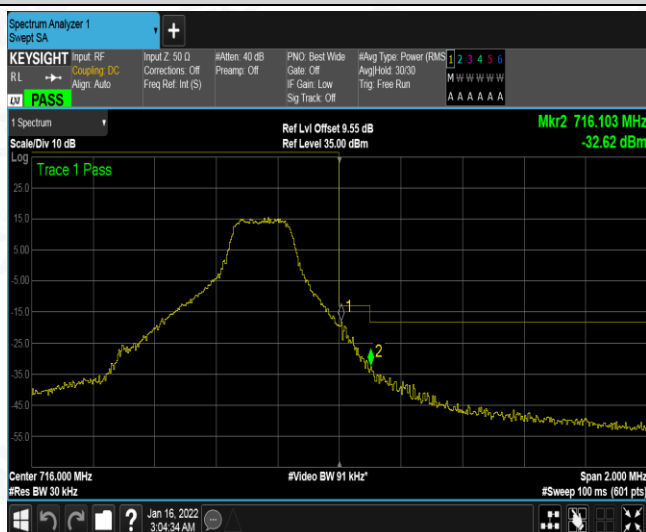 Spectrum Analyzer 1
Swept SA
+
KEYSIGHT Input: RF Input Z: 50 Ω #Atten: 40 dB PNO: Best Wide #Avg Type: Power (RMS 1 2 3 4 5 6
RL Coupling: DC Corrections: Off Preamp: Off Gate: Off Avg|Hold: 30/30 M W W W W W
Align: Auto Freq Ref: Int (S) IF Gain: Low Trig: Free Run
LXI PASS Sig Track: Off A A A A A A
1 Spectrum Ref Lvl Offset 9.55 dB Mkr2 716.103 MHz
Scale/Div 10 dB Ref Level 35.00 dBm -32.62 dBm
Log
Trace 1 Pass
25.0
15.0
5.00
-5.00
-15.0
1
-25.0
2
-35.0
-45.0
-55.0
Center 716.000 MHz #Video BW 91 kHz* Span 2.000 MHz
#Res BW 30 kHz #Sweep 100 ms (601 pts)
? Jan 16, 2022
3:04:34 AM